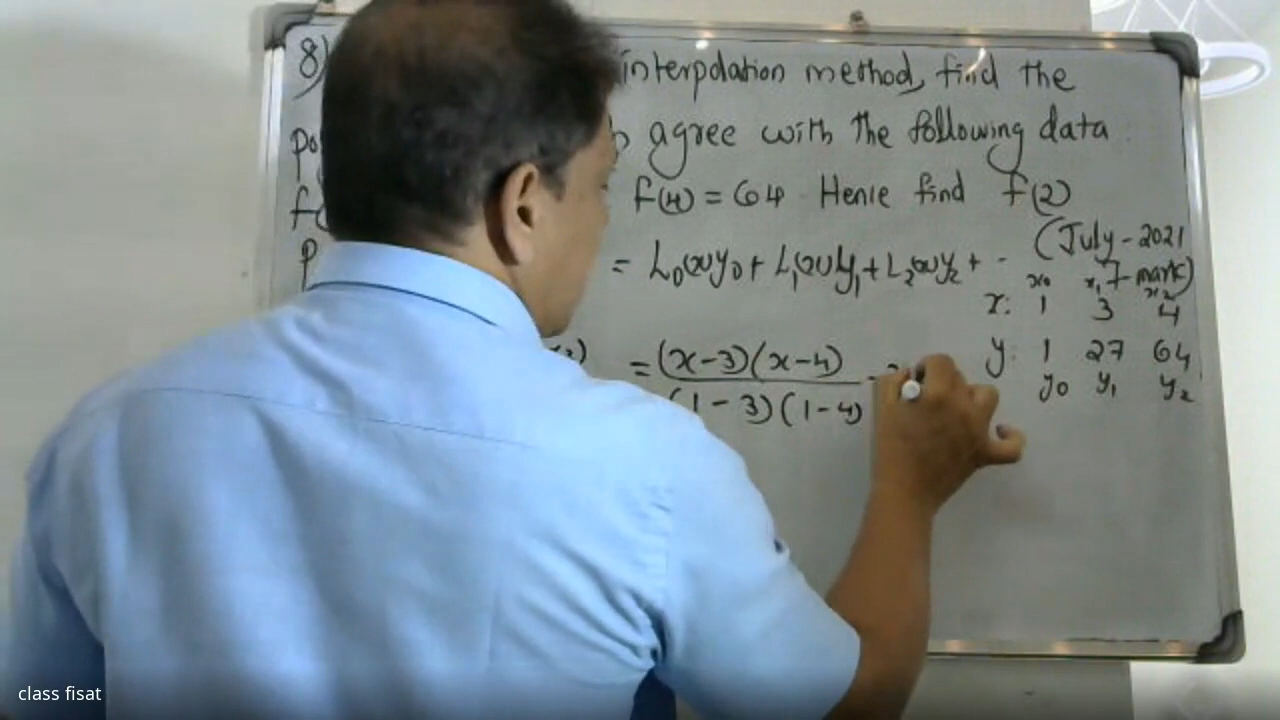 8) interpolation method, find the
po agree with the following data
f( f(4) = 64 Hence find f(2)
(July - 2021
7 mark)
P = L₀(x)y₀ + L₁(x)y₁ + L₂(x)y₂ + - -
x₀ x₁ x₂
x: 1 3 4
= (x-3)(x-4)
(1-3)(1-4)
y: 1 27 64
y₀ y₁ y₂
class fisat